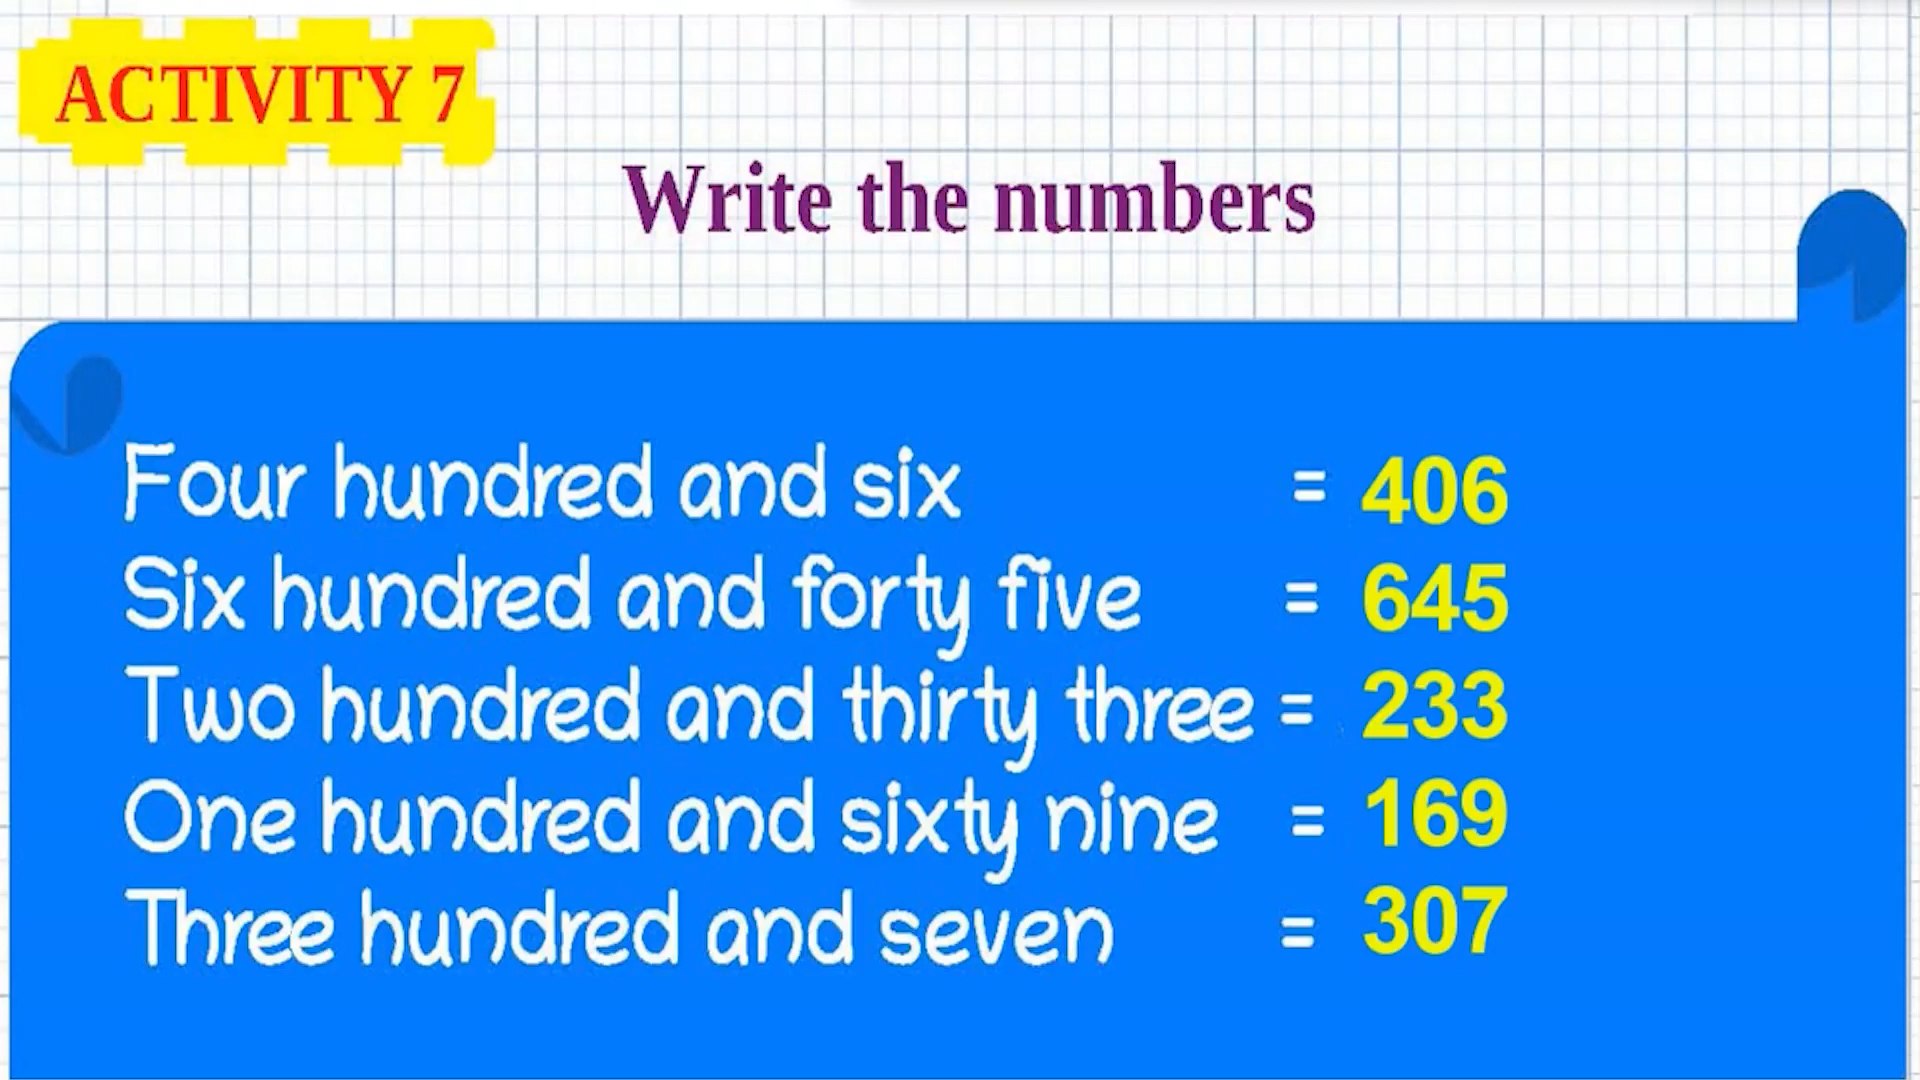 ACTIVITY 7
Write the numbers
Four hundred and six = 406
Six hundred and forty five = 645
Two hundred and thirty three = 233
One hundred and sixty nine = 169
Three hundred and seven = 307